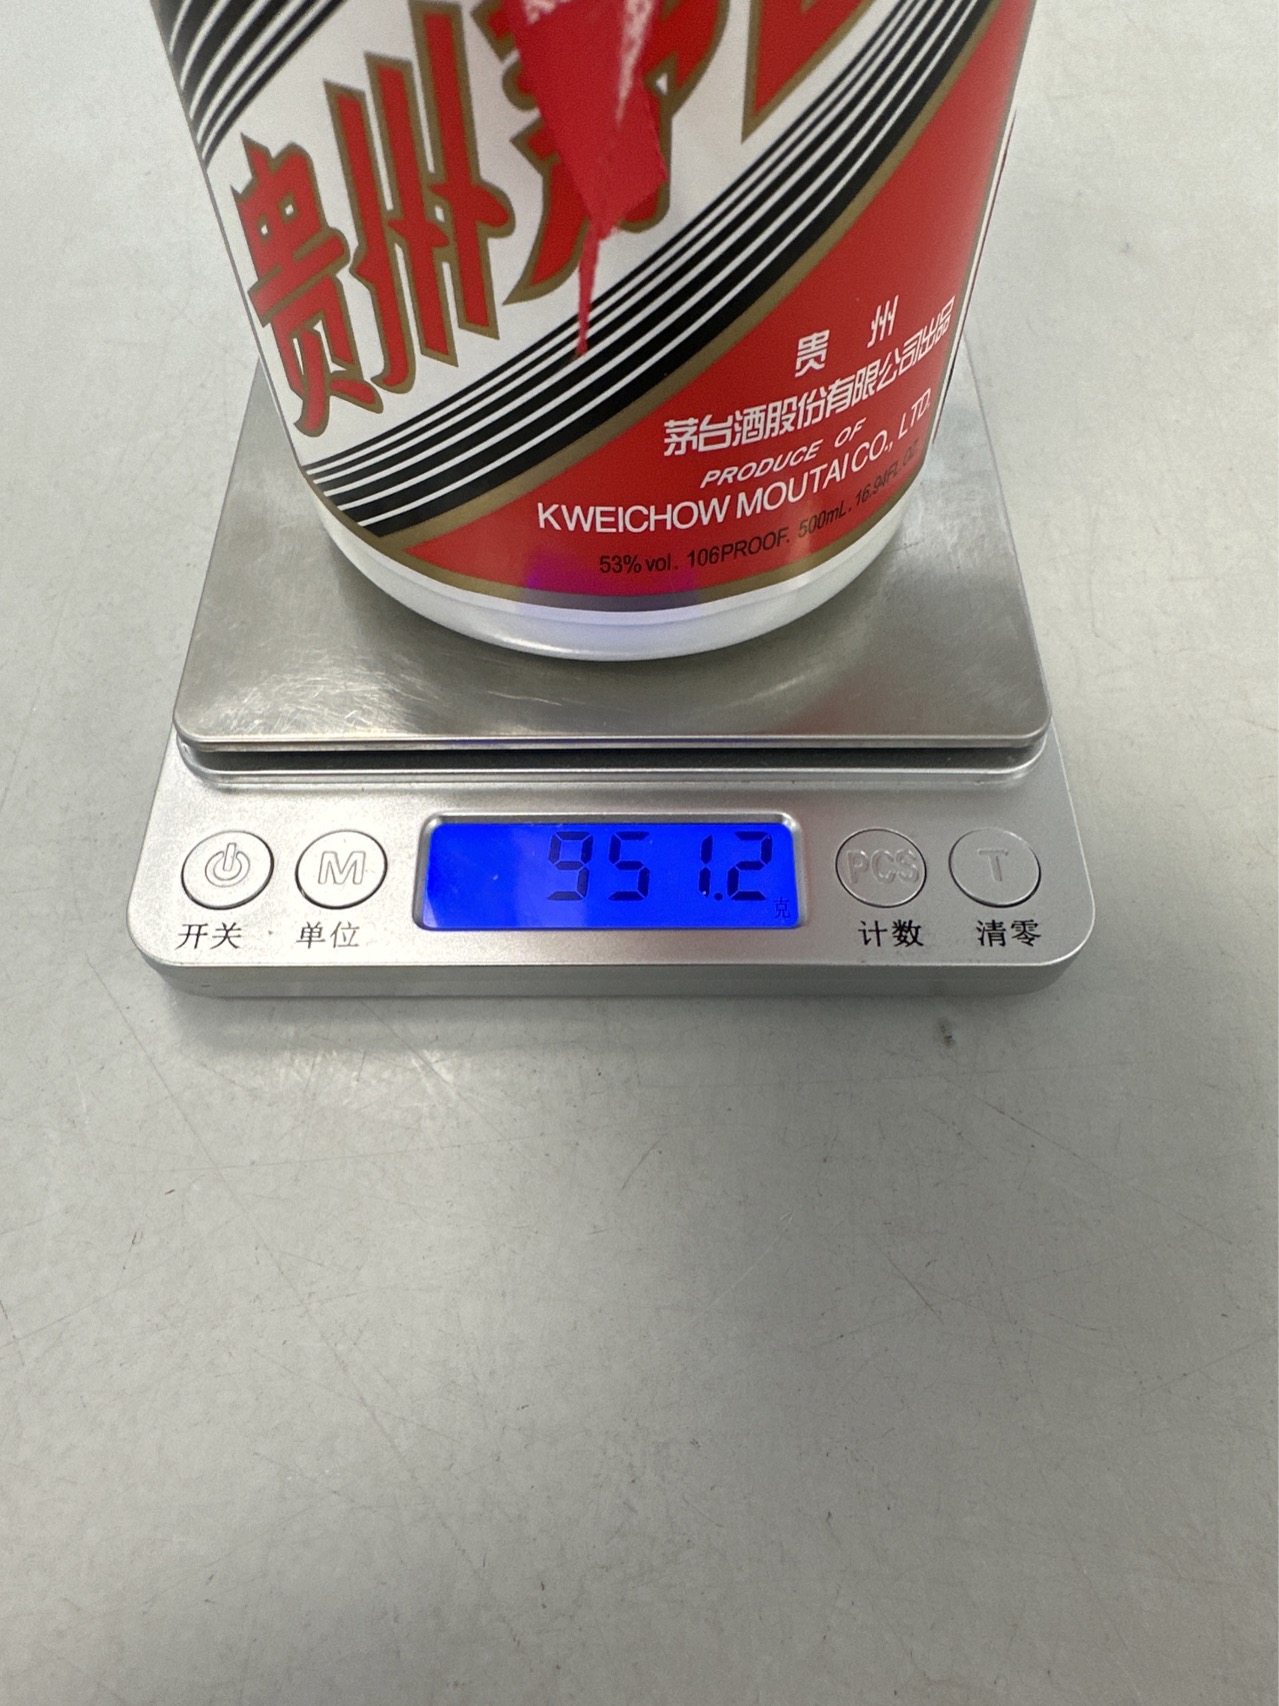 贵州茅
贵州
茅台酒股份有限公司出品
PRODUCE OF
KWEICHOW MOUTAI CO., LTD.
53% vol. 106PROOF. 500mL. 16.94FL.OZ
951.2
克
M
PCS
T
开关
单位
计数
清零